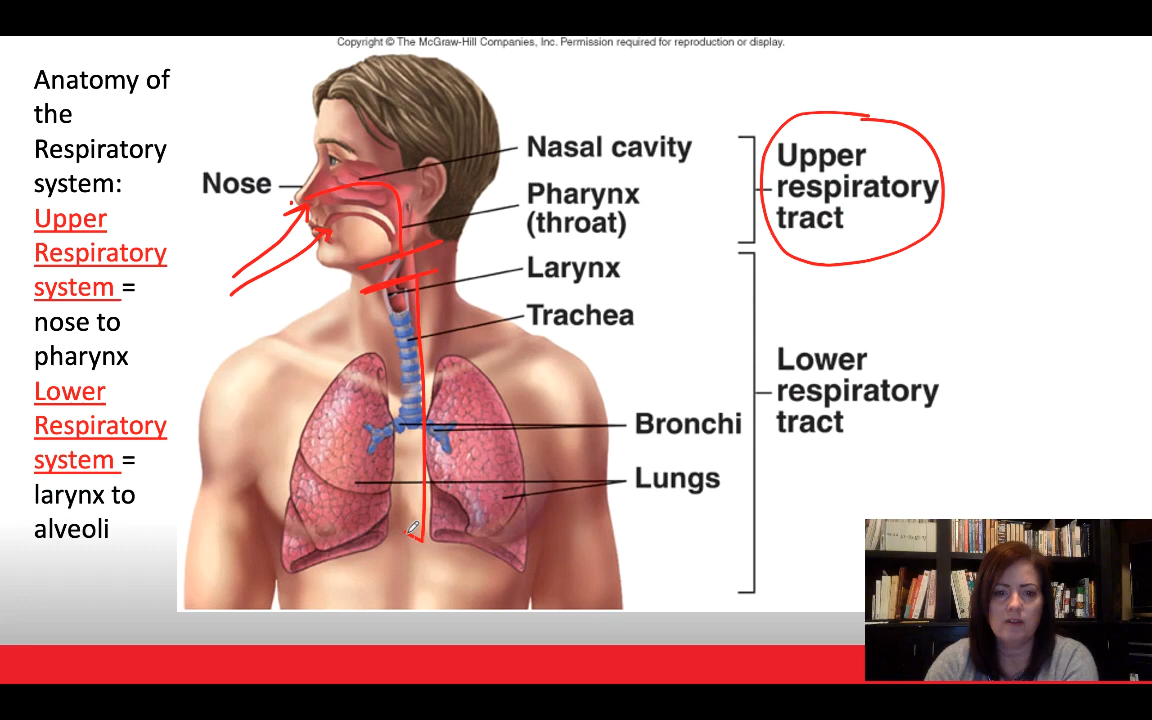 Copyright © The McGraw-Hill Companies, Inc. Permission required for reproduction or display.
Anatomy of
the
Respiratory
system:
Upper
Respiratory
system =
nose to
pharynx
Lower
Respiratory
system =
larynx to
alveoli
Nose
Nasal cavity
Pharynx
(throat)
Larynx
Trachea
Bronchi
Lungs
Upper
respiratory
tract
Lower
respiratory
tract